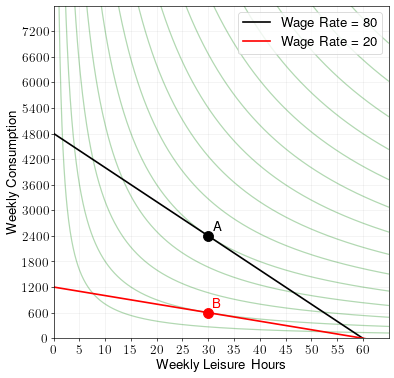 Wage Rate = 80
Wage Rate = 20
7200
6600
6000
5400
4800
4200
3600
3000
2400
1800
1200
600
0
A
B
0 5 10 15 20 25 30 35 40 45 50 55 60
Weekly Leisure Hours
Weekly Consumption